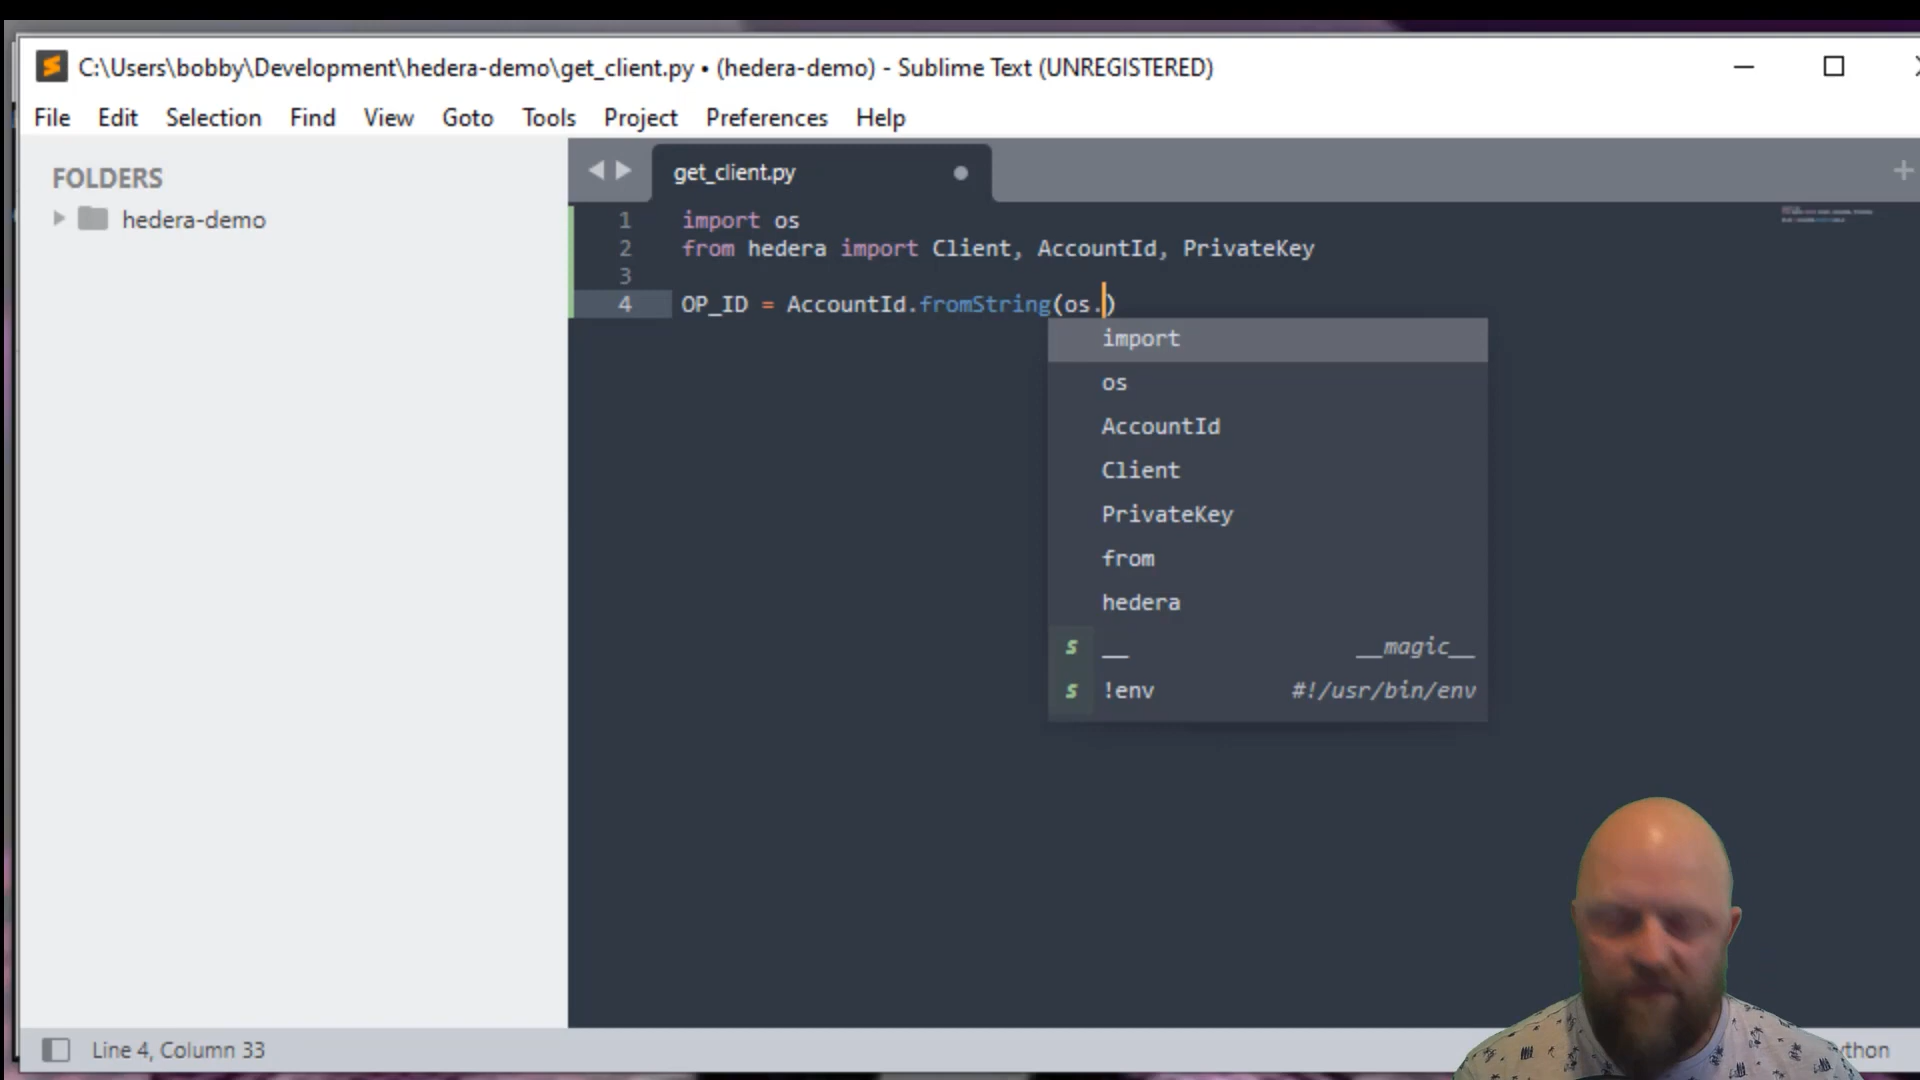 C:\Users\bobby\Development\hedera-demo\get_client.py • (hedera-demo) - Sublime Text (UNREGISTERED)
File Edit Selection Find View Goto Tools Project Preferences Help
FOLDERS
hedera-demo
get_client.py
1 import os
2 from hedera import Client, AccountId, PrivateKey
3
4 OP_ID = AccountId.fromString(os.)
import
os
AccountId
Client
PrivateKey
from
hedera
s __ __magic__
s !env #!/usr/bin/env
Line 4, Column 33
ython